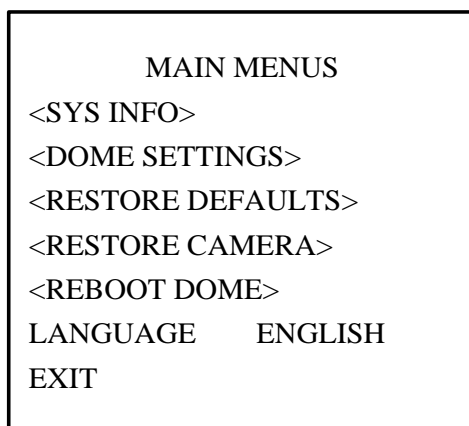 MAIN MENUS
<SYS INFO>
<DOME SETTINGS>
<RESTORE DEFAULTS>
<RESTORE CAMERA>
<REBOOT DOME>
LANGUAGE ENGLISH
EXIT